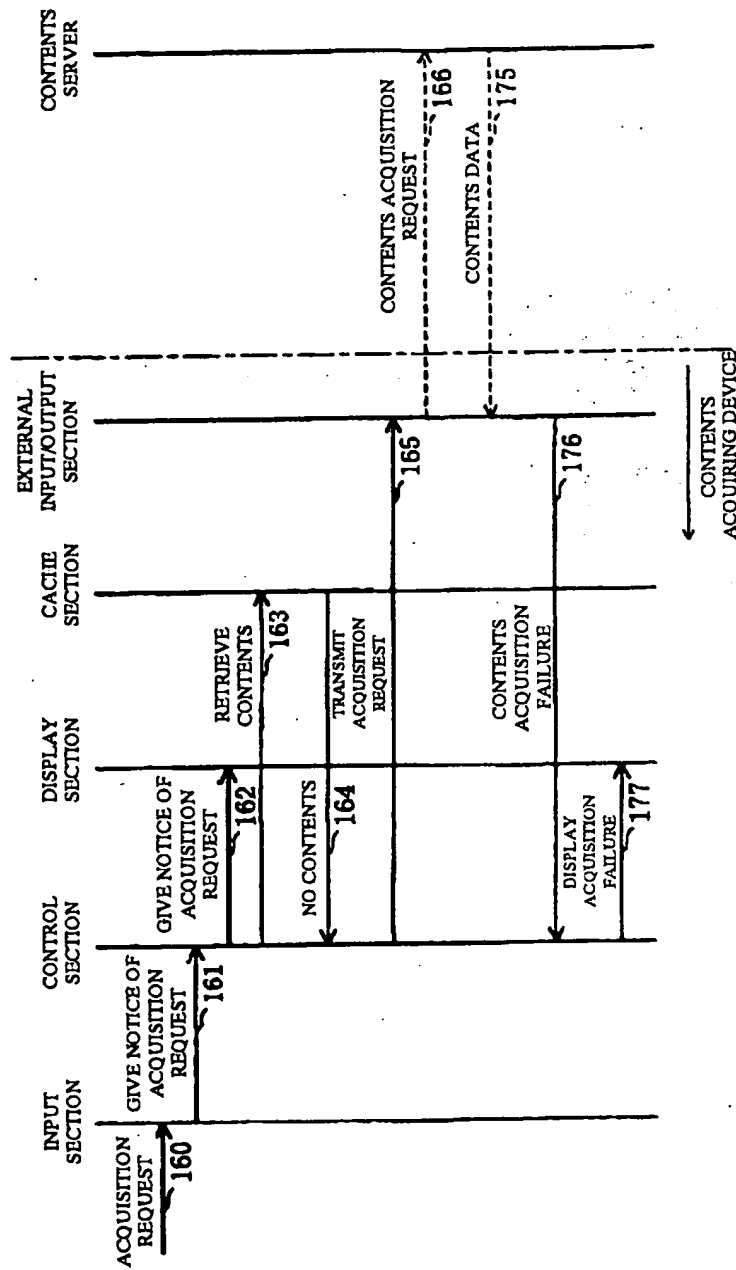 INPUT
SECTION
CONTROL
SECTION
DISPLAY
SECTION
CACHE
SECTION
EXTERNAL
INPUT/OUTPUT
SECTION
CONTENTS
SERVER
ACQUISITION
REQUEST
160
GIVE NOTICE OF
ACQUISITION
REQUEST
161
GIVE NOTICE OF
ACQUISITION
REQUEST
162
RETRIEVE
CONTENTS
163
NO CONTENTS
164
TRANSMIT
ACQUISITION
REQUEST
165
CONTENTS ACQUISITION
REQUEST
166
CONTENTS DATA
175
CONTENTS ACQUISITION
FAILURE
176
DISPLAY
ACQUISITION
FAILURE
177
CONTENTS
ACQUIRING DEVICE